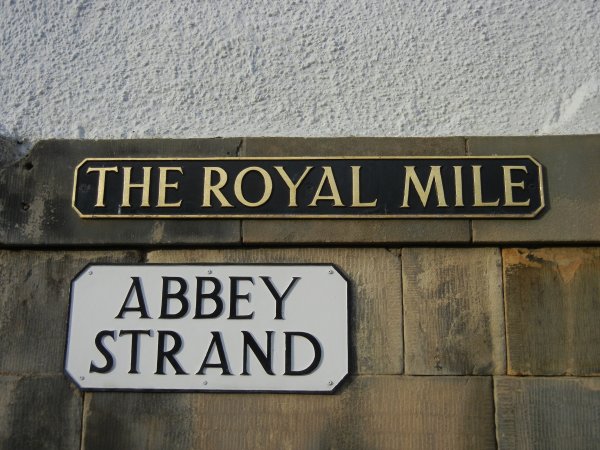 THE ROYAL MILE
ABBEY
STRAND